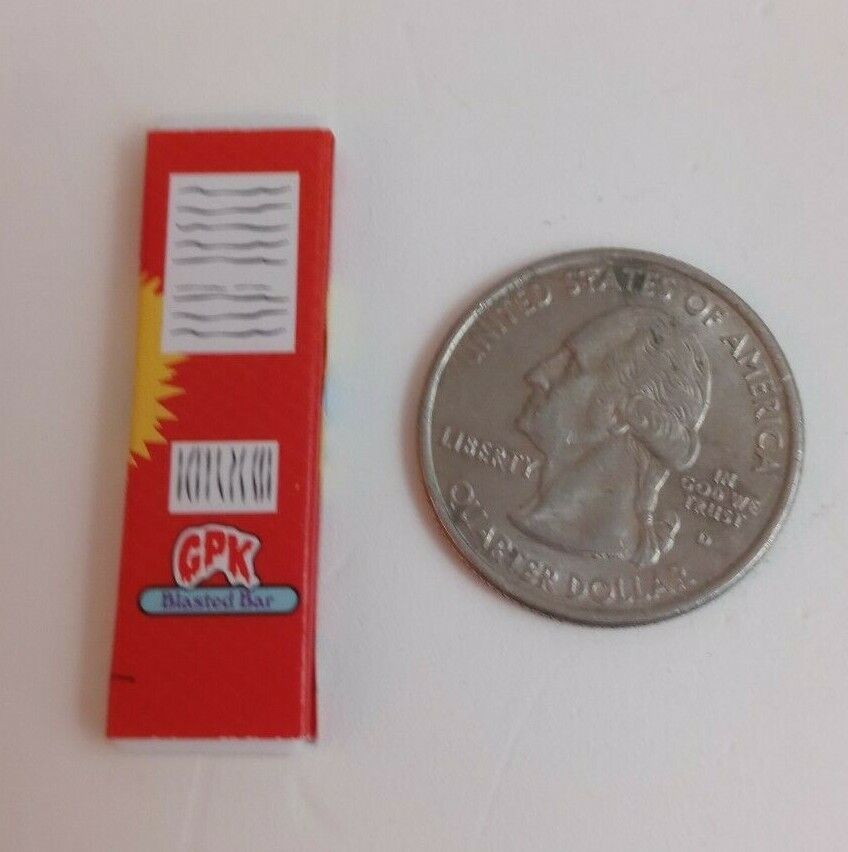 GPK
Blasted Bar
UNITED STATES OF AMERICA
LIBERTY
IN
GOD WE
TRUST
D
QUARTER DOLLAR